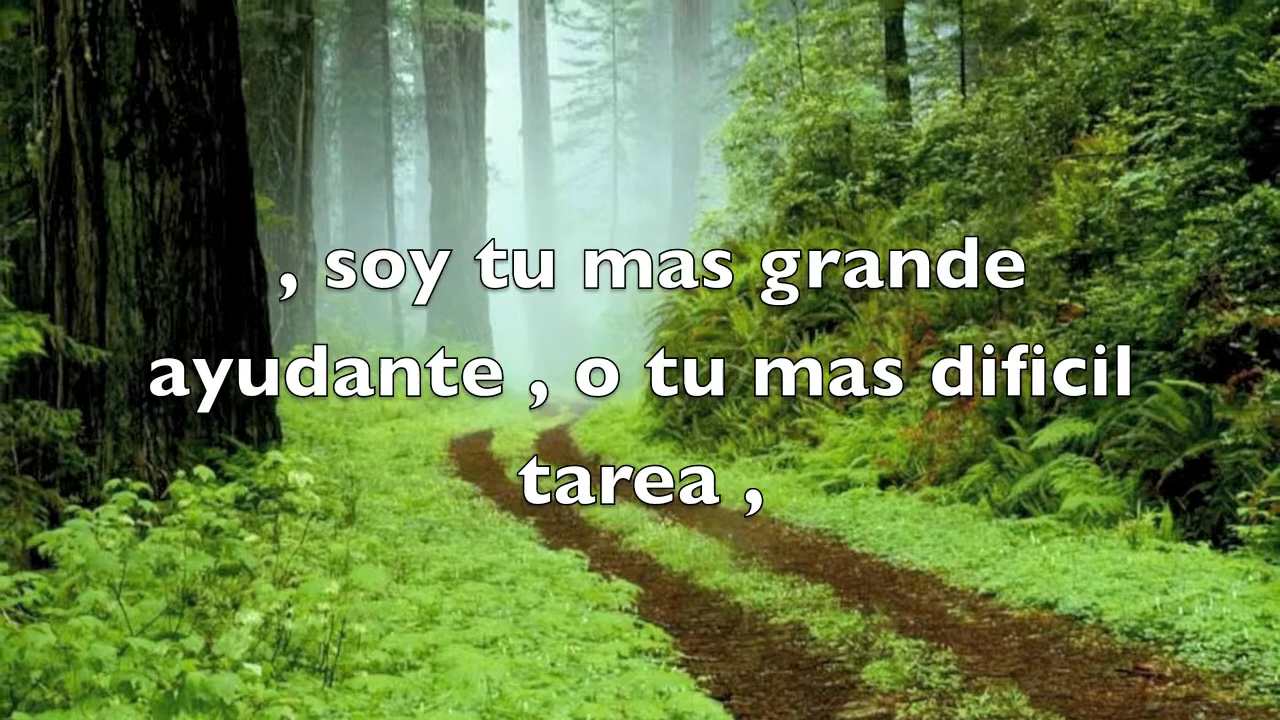 , soy tu mas grande
ayudante , o tu mas dificil
tarea ,